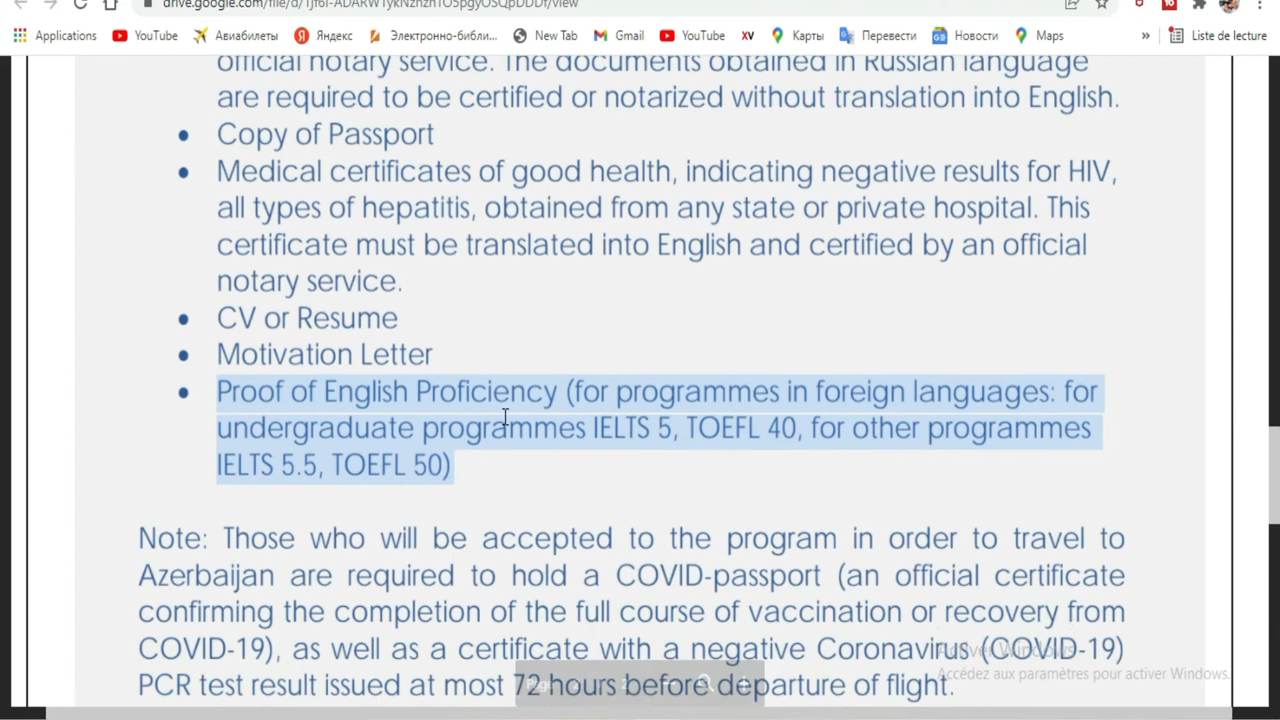 drive.google.com/file/d/
/view
Applications YouTube Авиабилеты Яндекс Электронно-библи... New Tab Gmail YouTube XV Карты Перевести Новости Maps » Liste de lecture
official notary service. The documents obtained in Russian language
are required to be certified or notarized without translation into English.
• Copy of Passport
• Medical certificates of good health, indicating negative results for HIV,
all types of hepatitis, obtained from any state or private hospital. This
certificate must be translated into English and certified by an official
notary service.
• CV or Resume
• Motivation Letter
• Proof of English Proficiency (for programmes in foreign languages: for
undergraduate programmes IELTS 5, TOEFL 40, for other programmes
IELTS 5.5, TOEFL 50)
Note: Those who will be accepted to the program in order to travel to
Azerbaijan are required to hold a COVID-passport (an official certificate
confirming the completion of the full course of vaccination or recovery from
COVID-19), as well as a certificate with a negative Coronavirus (COVID-19)
PCR test result issued at most 72 hours before departure of flight.
Activer Windows
Accédez aux paramètres pour activer Windows.